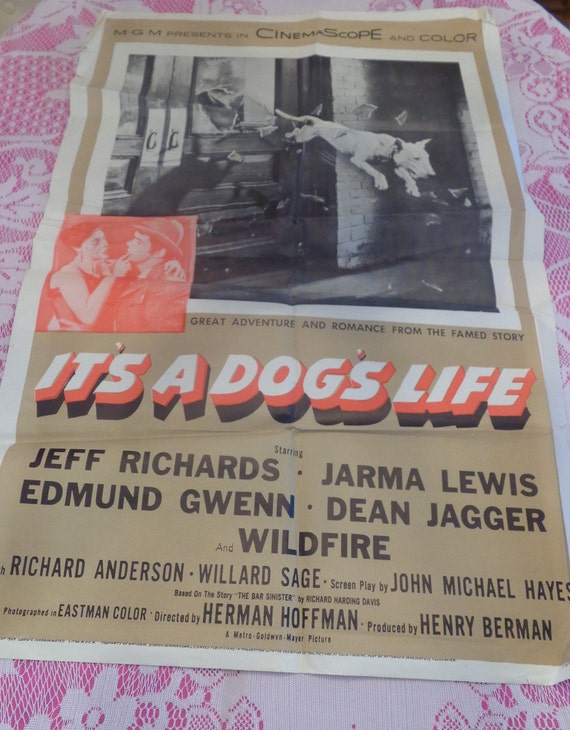 M-G-M PRESENTS IN CINEMASCOPE AND COLOR
GREAT ADVENTURE AND ROMANCE FROM THE FAMED STORY
IT'S A DOG'S LIFE
Starring
JEFF RICHARDS · JARMA LEWIS
EDMUND GWENN · DEAN JAGGER
And WILDFIRE
RICHARD ANDERSON · WILLARD SAGE · Screen Play by JOHN MICHAEL HAYES
Based On The Story "THE BAR SINISTER" by RICHARD HARDING DAVIS
Photographed in EASTMAN COLOR · Directed by HERMAN HOFFMAN · Produced by HENRY BERMAN
A Metro-Goldwyn-Mayer Picture